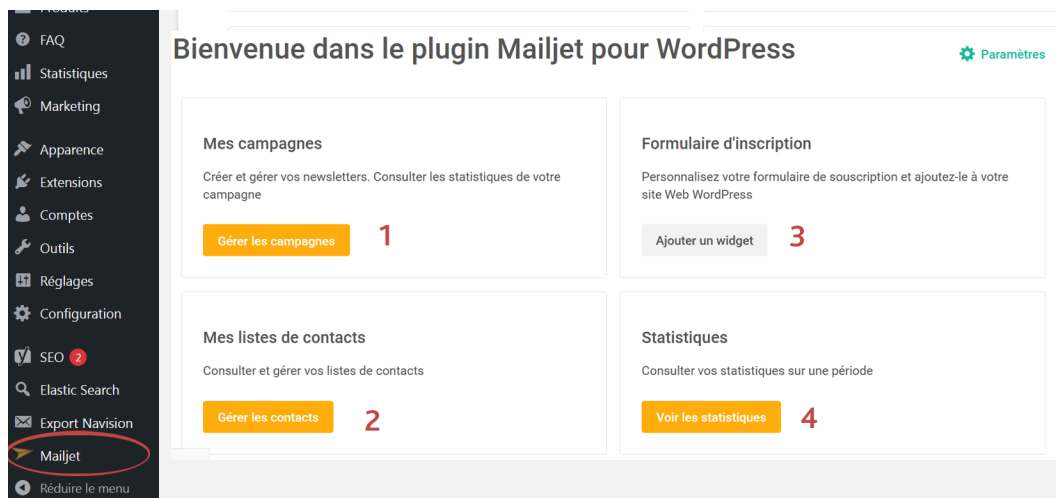 Produits
FAQ
Statistiques
Marketing
Apparence
Extensions
Comptes
Outils
Réglages
Configuration
SEO 2
Elastic Search
Export Navision
Mailjet
Réduire le menu
Bienvenue dans le plugin Mailjet pour WordPress
Paramètres
Mes campagnes
Créer et gérer vos newsletters. Consulter les statistiques de votre
campagne
Gérer les campagnes 1
Formulaire d'inscription
Personnalisez votre formulaire de souscription et ajoutez-le à votre
site Web WordPress
Ajouter un widget 3
Mes listes de contacts
Consulter et gérer vos listes de contacts
Gérer les contacts 2
Statistiques
Consulter vos statistiques sur une période
Voir les statistiques 4